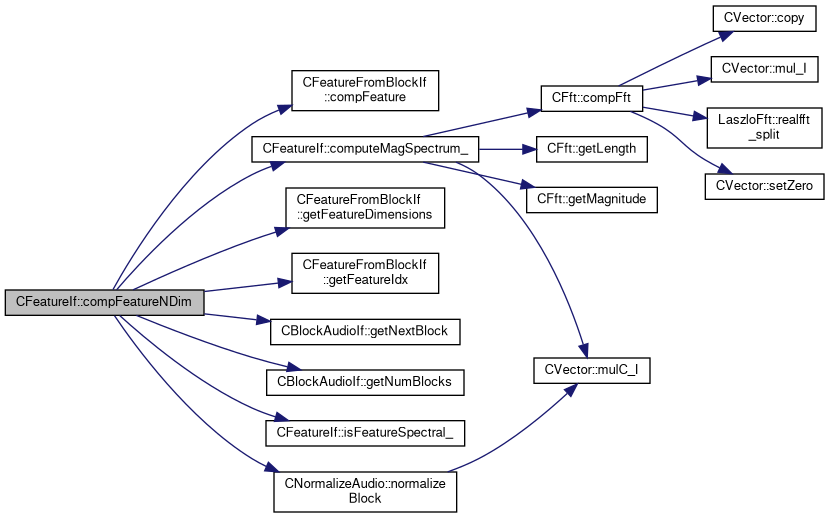 CFeatureIf::compFeatureNDim
CFeatureFromBlockIf
::compFeature
CFeatureIf::computeMagSpectrum_
CFeatureFromBlockIf
::getFeatureDimensions
CFeatureFromBlockIf
::getFeatureIdx
CBlockAudioIf::getNextBlock
CBlockAudioIf::getNumBlocks
CFeatureIf::isFeatureSpectral_
CNormalizeAudio::normalize
Block
CFft::compFft
CFft::getLength
CFft::getMagnitude
CVector::mulC_I
CVector::copy
CVector::mul_I
LaszloFft::realfft
_split
CVector::setZero